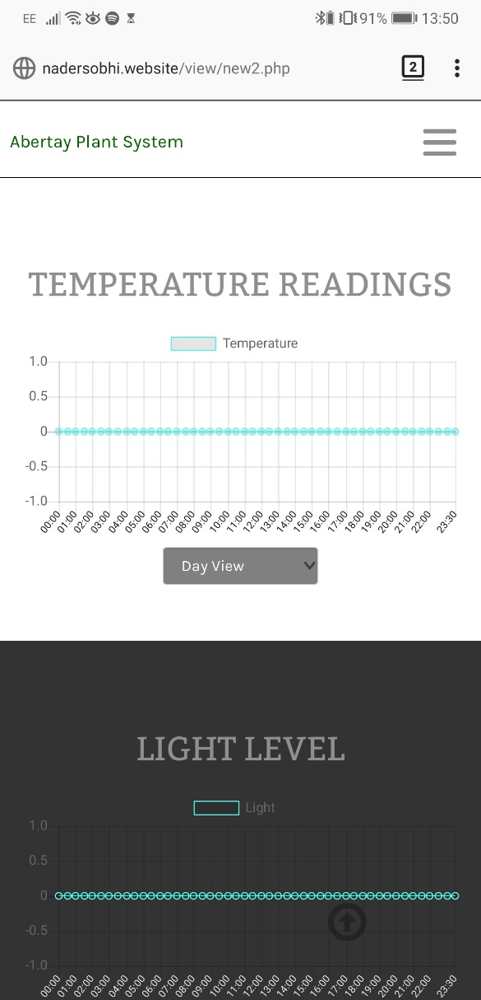 EE 91% 13:50
nadersobhi.website/view/new2.php 2
Abertay Plant System
TEMPERATURE READINGS
Temperature
1.0
0.5
0
-0.5
-1.0
00:00 01:00 02:00 03:00 04:00 05:00 06:00 07:00 08:00 09:00 10:00 11:00 12:00 13:00 14:00 15:00 16:00 17:00 18:00 19:00 20:00 21:00 22:00 23:30
Day View
LIGHT LEVEL
Light
1.0
0.5
0
-0.5
-1.0
00:00 01:00 02:00 03:00 04:00 05:00 06:00 07:00 08:00 09:00 10:00 11:00 12:00 13:00 14:00 15:00 16:00 17:00 18:00 19:00 20:00 21:00 22:00 23:30